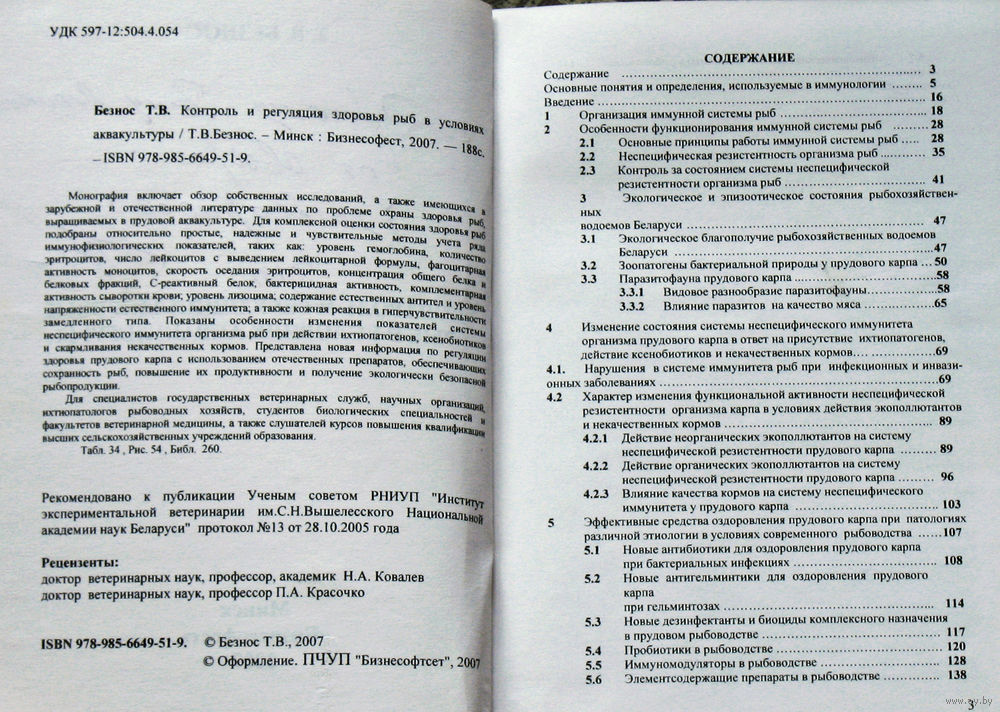 УДК 597-12:504.4.054
Безнос Т.В. Контроль и регуляция здоровья рыб в условиях
аквакультуры / Т.В.Безнос. – Минск : Бизнесофест, 2007. — 188с.
– ISBN 978-985-6649-51-9.
Монография включает обзор собственных исследований, а также имеющихся в
зарубежной и отечественной литературе данных по проблеме охраны здоровья рыб,
выращиваемых в прудовой аквакультуре. Для комплексной оценки состояния здоровья рыб
подобраны относительно простые, надежные и чувствительные методы учета ряда
иммунофизиологических показателей, таких как: уровень гемоглобина, количество
эритроцитов, число лейкоцитов с выведением лейкоцитарной формулы, фагоцитарная
активность моноцитов, скорость оседания эритроцитов, концентрация общего белка и
белковых фракций, С-реактивный белок, бактерицидная активность, комплементарная
активность сыворотки крови; уровень лизоцима; содержание естественных антител и уровень
напряженности естественного иммунитета; а также кожная реакция в гиперчувствительности
замедленного типа. Показаны особенности изменения показателей системы
неспецифического иммунитета организма рыб при действии ихтиопатогенов, ксенобиотиков
и скармливания некачественных кормов. Представлена новая информация по регуляции
здоровья прудового карпа с использованием отечественных препаратов, обеспечивающих
сохранность рыб, повышение их продуктивности и получение экологически безопасной
рыбопродукции.
Для специалистов государственных ветеринарных служб, научных организаций,
ихтиопатологов рыбоводных хозяйств, студентов биологических специальностей и
факультетов ветеринарной медицины, а также слушателей курсов повышения квалификации
высших сельскохозяйственных учреждений образования.
Табл. 34 , Рис. 54 , Библ. 260.
Рекомендовано к публикации Ученым советом РНИУП "Институт
экспериментальной ветеринарии им.С.Н.Вышелесского Национальной
академии наук Беларуси" протокол №13 от 28.10.2005 года
Рецензенты:
доктор ветеринарных наук, профессор, академик Н.А. Ковалев
доктор ветеринарных наук, профессор П.А. Красочко
ISBN 978-985-6649-51-9. © Безнос Т.В., 2007
© Оформление. ПЧУП "Бизнесофтсет", 2007
СОДЕРЖАНИЕ
Содержание ........ 3
Основные понятия и определения, используемые в иммунологии ........ 5
Введение ........ 16
1 Организация иммунной системы рыб ........ 18
2 Особенности функционирования иммунной системы рыб ........ 28
2.1 Основные принципы работы иммунной системы рыб ..... 28
2.2 Неспецифическая резистентность организма рыб ........ 35
2.3 Контроль за состоянием системы неспецифической
резистентности организма рыб ........ 41
3 Экологическое и эпизоотическое состояния рыбохозяйствен-
ных
водоемов Беларуси ........ 47
3.1 Экологическое благополучие рыбохозяйственных водоемов
Беларуси ........ 47
3.2 Зоопатогены бактериальной природы у прудового карпа ... 50
3.3 Паразитофауна прудового карпа ........ 58
3.3.1 Видовое разнообразие паразитофауны ........ 58
3.3.2 Влияние паразитов на качество мяса ........ 65
4 Изменение состояния системы неспецифического иммунитета
организма прудового карпа в ответ на присутствие ихтиопатогенов,
действие ксенобиотиков и некачественных кормов ........ 69
4.1. Нарушения в системе иммунитета рыб при инфекционных и инвази-
онных заболеваниях ........ 69
4.2 Характер изменения функциональной активности неспецифической
резистентности организма карпа в условиях действия экополлютантов
и некачественных кормов ........ 89
4.2.1 Действие неорганических экополлютантов на систему
неспецифической резистентности прудового карпа ........ 89
4.2.2 Действие органических экополлютантов на систему
неспецифической резистентности прудового карпа ........ 96
4.2.3 Влияние качества кормов на систему неспецифического
иммунитета у прудового карпа ........ 103
5 Эффективные средства оздоровления прудового карпа при патологиях
различной этиологии в условиях современного рыбоводства ......107
5.1 Новые антибиотики для оздоровления прудового карпа
при бактериальных инфекциях ........ 108
5.2 Новые антигельминтики для оздоровления прудового
карпа
при гельминтозах ........ 114
5.3 Новые дезинфектанты и биоциды комплексного назначения
в прудовом рыбоводстве ........ 117
5.4 Пробиотики в рыбоводстве ........ 120
5.5 Иммуномодуляторы в рыбоводстве ........ 128
5.6 Элементсодержащие препараты в рыбоводстве ........ 138
3
www.ay.by